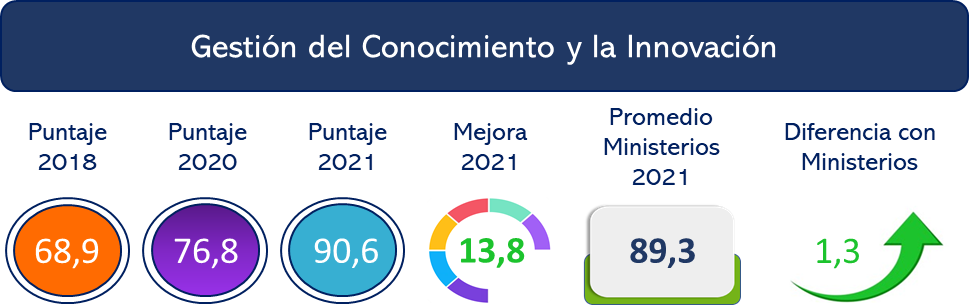 Gestión del Conocimiento y la Innovación
Puntaje
2018
Puntaje
2020
Puntaje
2021
Mejora
2021
Promedio
Ministerios
2021
Diferencia con
Ministerios
68,9
76,8
90,6
13,8
89,3
1,3